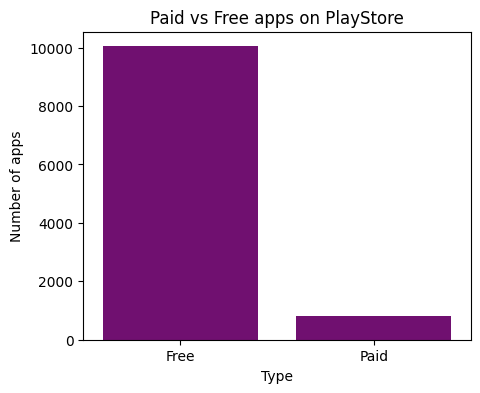 Paid vs Free apps on PlayStore
10000
8000
6000
4000
2000
0
Number of apps
Free Paid
Type